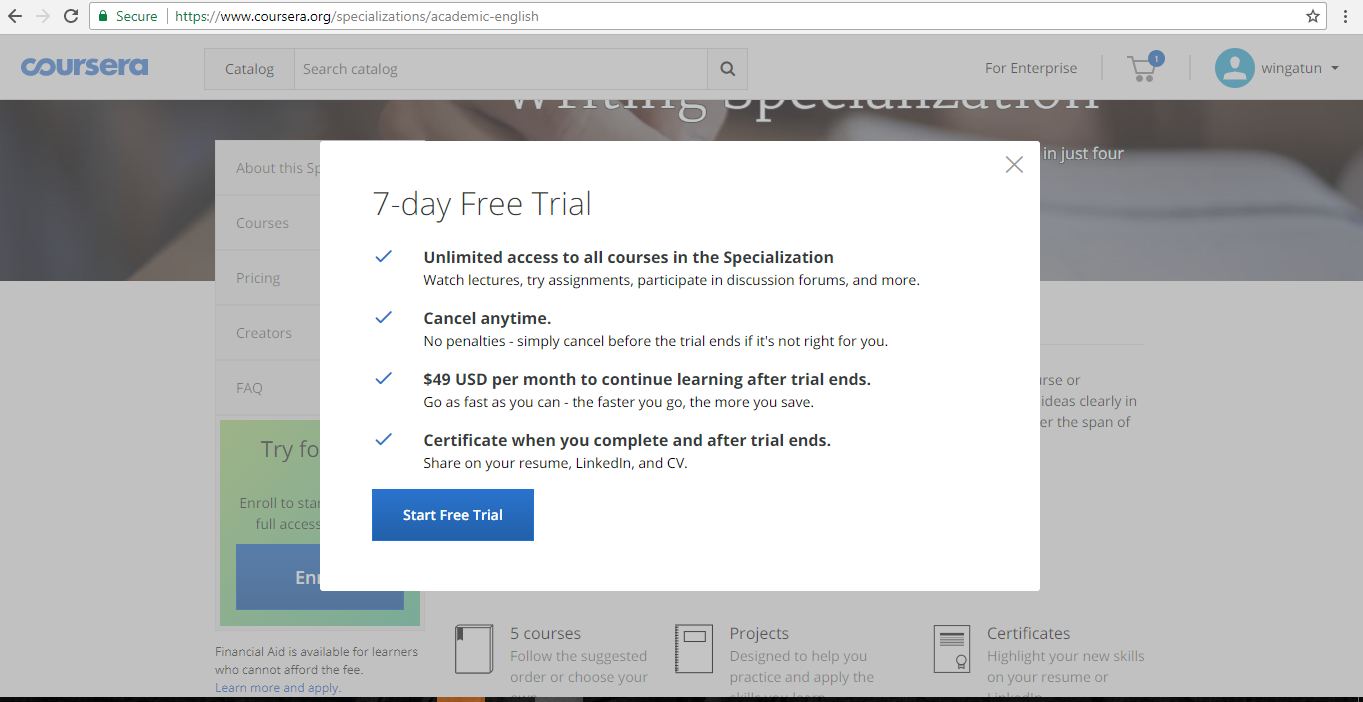 Secure https://www.coursera.org/specializations/academic-english
coursera
Catalog
Search catalog
For Enterprise
1
wingatun
Writing Specialization
in just four
About this Sp
Courses
Pricing
Creators
FAQ
7-day Free Trial
Unlimited access to all courses in the Specialization
Watch lectures, try assignments, participate in discussion forums, and more.
Cancel anytime.
No penalties - simply cancel before the trial ends if it's not right for you.
$49 USD per month to continue learning after trial ends.
Go as fast as you can - the faster you go, the more you save.
Certificate when you complete and after trial ends.
Share on your resume, LinkedIn, and CV.
Start Free Trial
urse or
ideas clearly in
er the span of
Try fo
Enroll to star
full access
Enr
Financial Aid is available for learners
who cannot afford the fee.
Learn more and apply.
5 courses
Follow the suggested
order or choose your
own.
Projects
Designed to help you
practice and apply the
skills you learn.
Certificates
Highlight your new skills
on your resume or
LinkedIn.